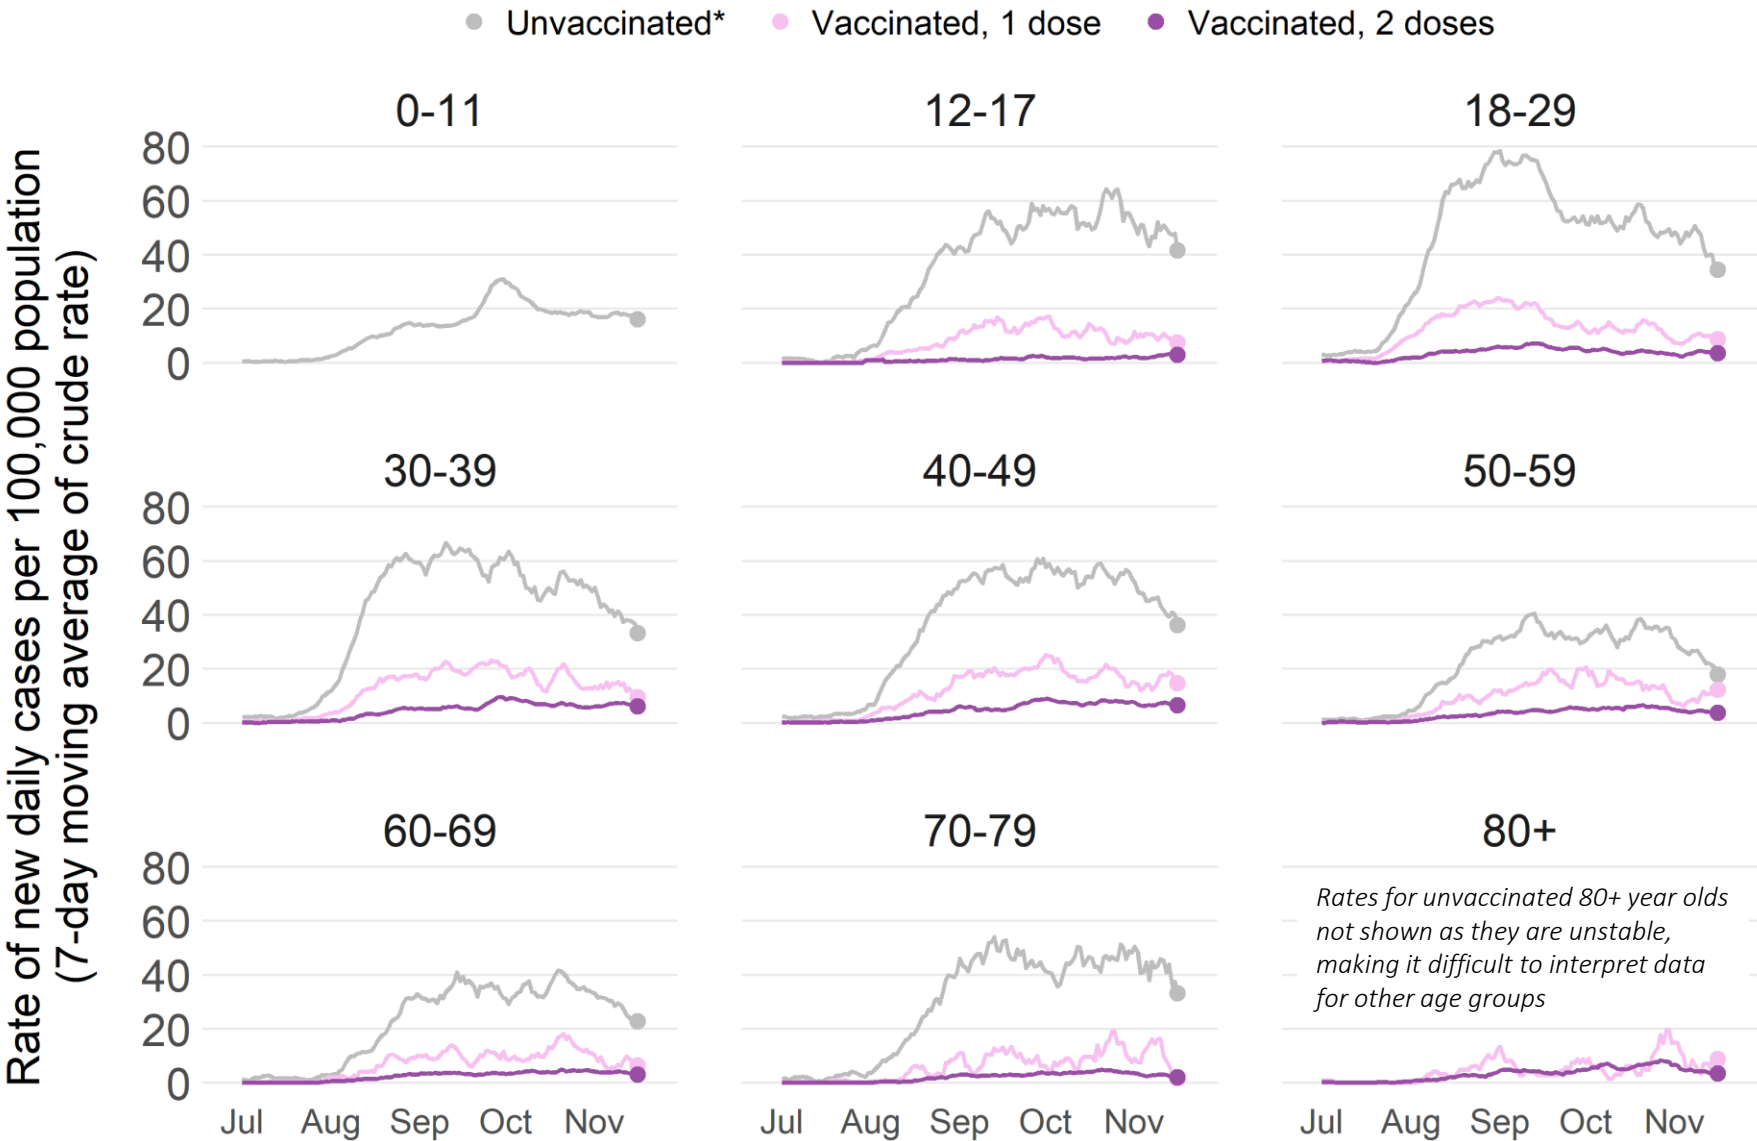 Unvaccinated* Vaccinated, 1 dose Vaccinated, 2 doses
Rate of new daily cases per 100,000 population
(7-day moving average of crude rate)
0-11 12-17 18-29
80
60
40
20
0
30-39 40-49 50-59
80
60
40
20
0
60-69 70-79 80+
80
60
40
20
0
Rates for unvaccinated 80+ year olds
not shown as they are unstable,
making it difficult to interpret data
for other age groups
Jul Aug Sep Oct Nov Jul Aug Sep Oct Nov Jul Aug Sep Oct Nov